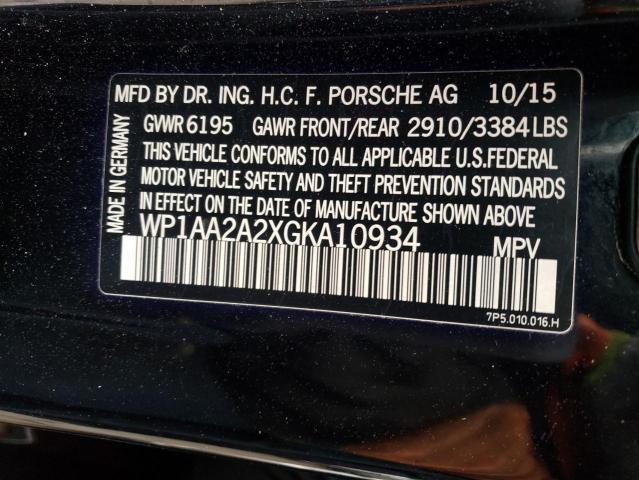 MFD BY DR. ING. H.C. F. PORSCHE AG 10/15
GVWR 6195 GAWR FRONT/REAR 2910/3384 LBS
THIS VEHICLE CONFORMS TO ALL APPLICABLE U.S.FEDERAL
MOTOR VEHICLE SAFETY AND THEFT PREVENTION STANDARDS
IN EFFECT ON THE DATE OF MANUFACTURE SHOWN ABOVE
WP1AA2A2XGKA10934 MPV
7P5.010.016.H
MADE IN GERMANY